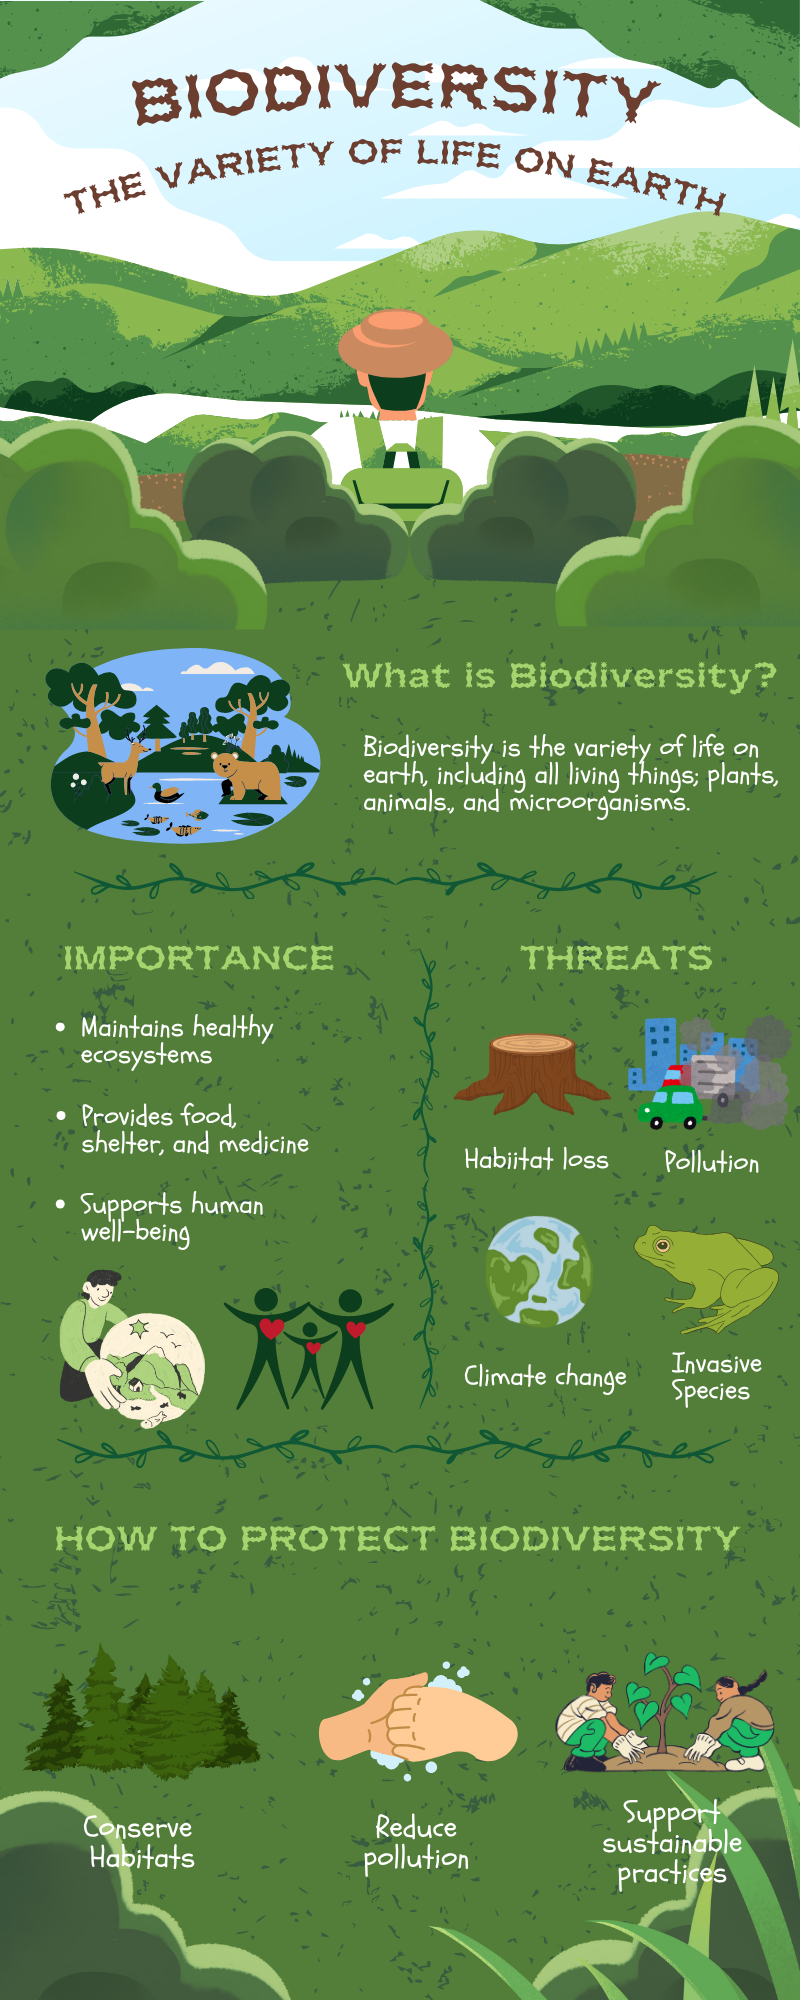 BIODIVERSITY
THE VARIETY OF LIFE ON EARTH
What is Biodiversity?
Biodiversity is the variety of life on
earth, including all living things; plants,
animals., and microorganisms.
IMPORTANCE
• Maintains healthy
ecosystems
• Provides food,
shelter, and medicine
• Supports human
well-being
THREATS
Habiitat loss
Pollution
Climate change
Invasive
Species
HOW TO PROTECT BIODIVERSITY
Conserve
Habitats
Reduce
pollution
Support
sustainable
practices